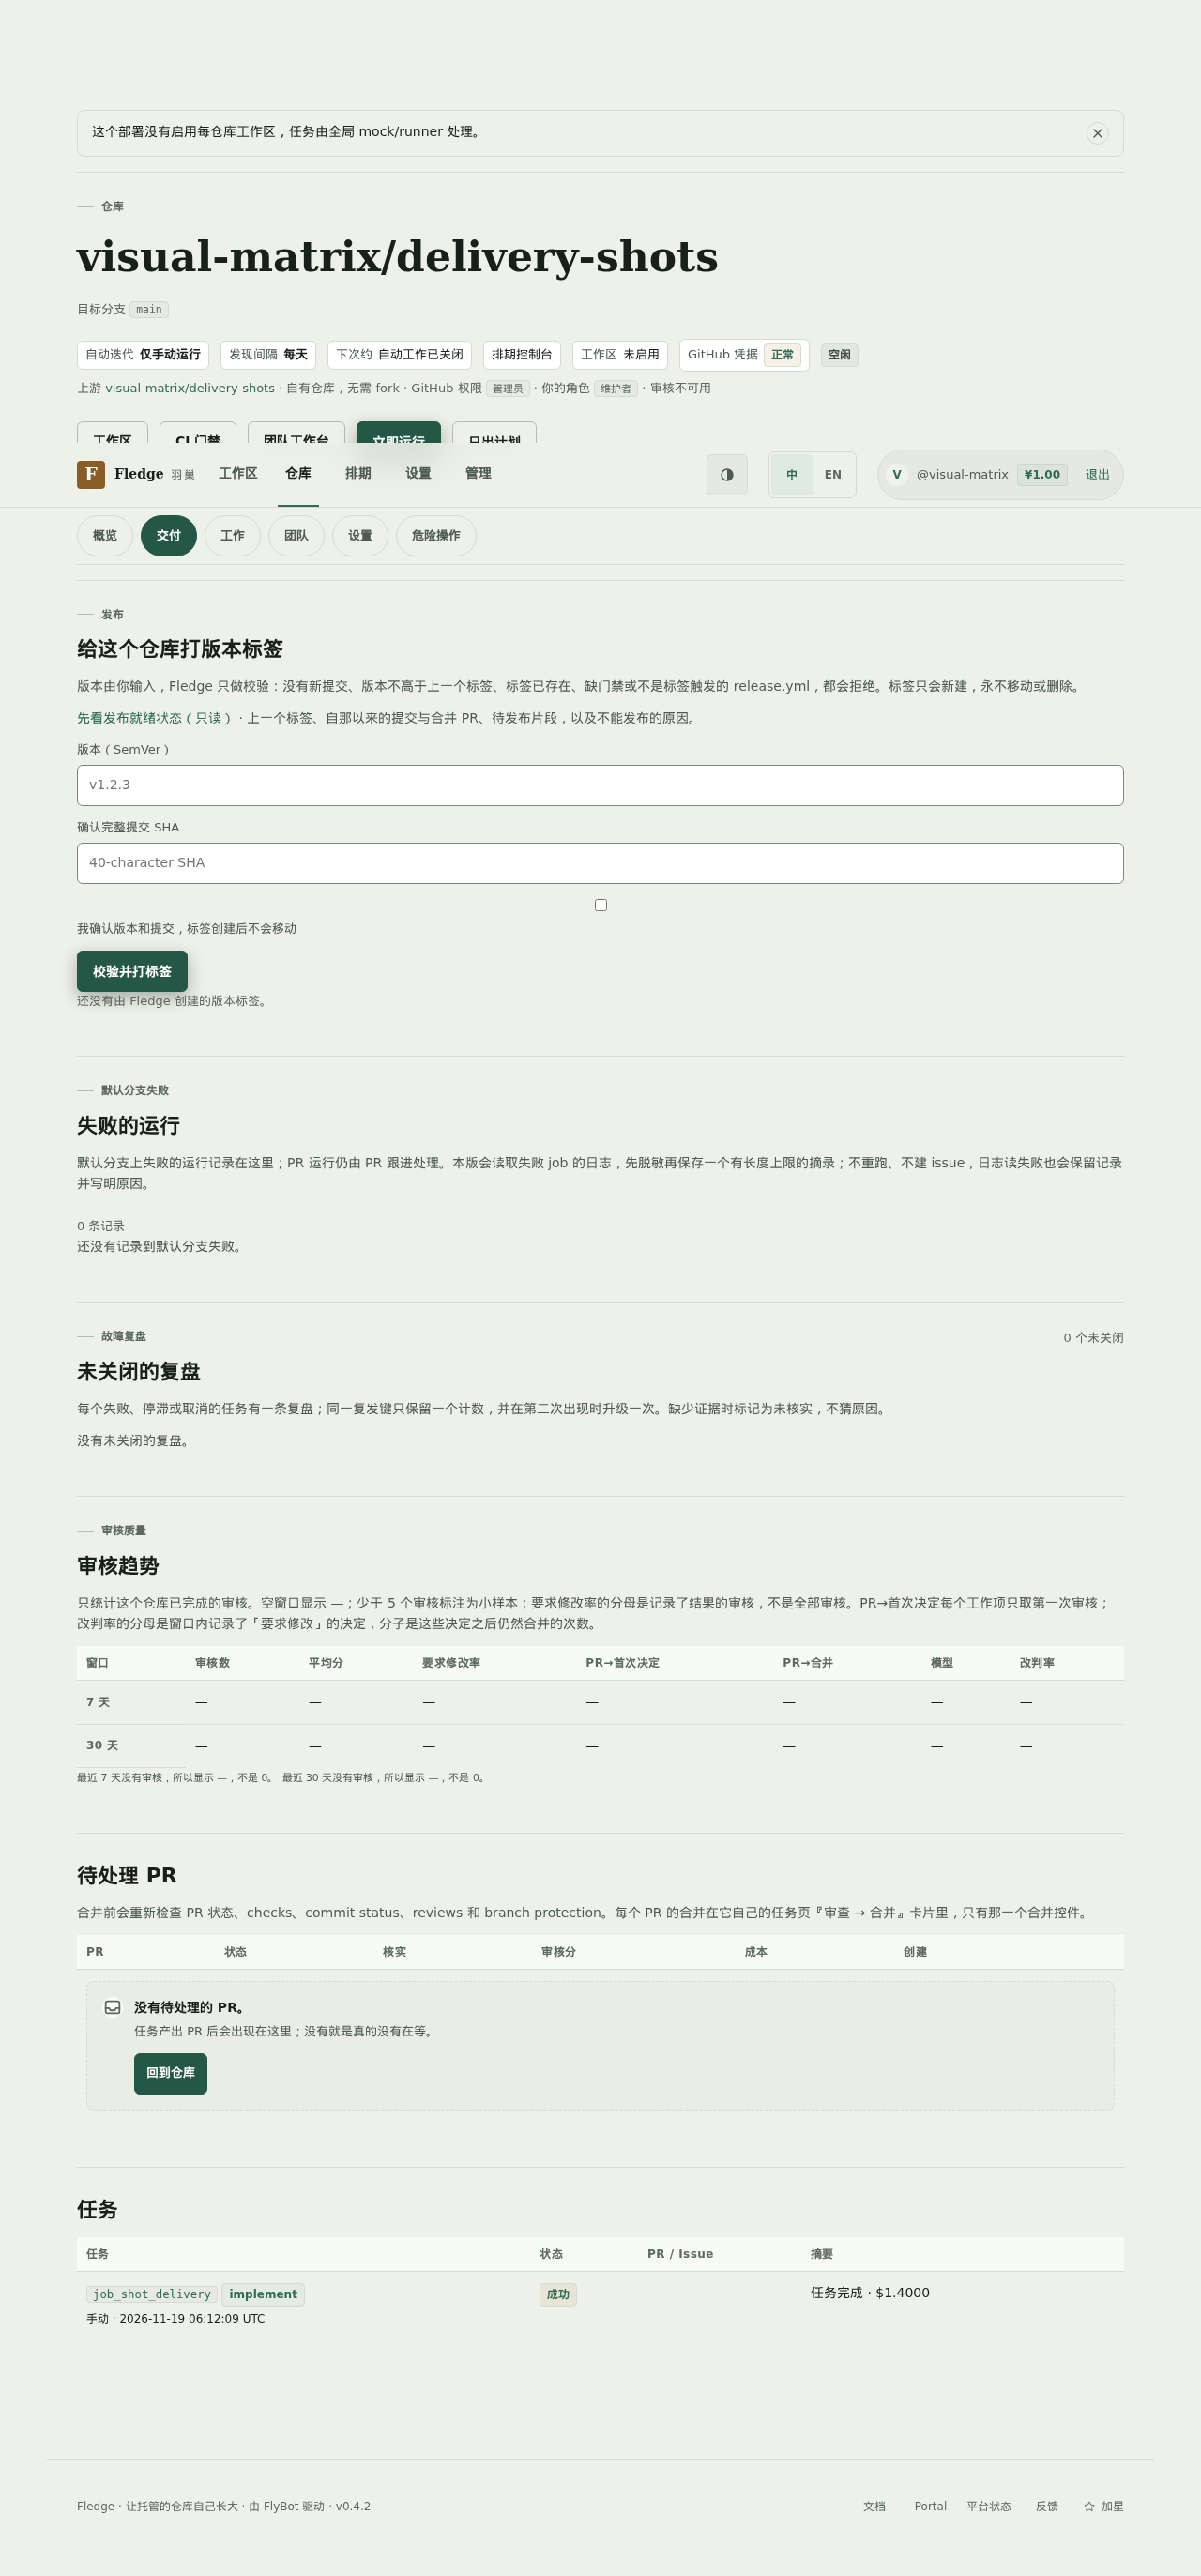 这个部署没有启用每仓库工作区，任务由全局 mock/runner 处理。
仓库
visual-matrix/delivery-shots
目标分支 main
自动迭代 仅手动运行 发现间隔 每天 下次约 自动工作已关闭 排期控制台 工作区 未启用 GitHub 凭据 正常 空闲
上游 visual-matrix/delivery-shots · 自有仓库，无需 fork · GitHub 权限 管理员 · 你的角色 维护者 · 审核不可用
工作区 CI 门禁 团队工作台 立即运行
F Fledge 羽巢 工作区 仓库 排期 设置 管理 中 EN V @visual-matrix ¥1.00 退出
概览 交付 工作 团队 设置 危险操作
发布
给这个仓库打版本标签
版本由你输入，Fledge 只做校验：没有新提交、版本不高于上一个标签、标签已存在、缺门禁或不是标签触发的 release.yml，都会拒绝。标签只会新建，永不移动或删除。
先看发布就绪状态（只读） · 上一个标签、自那以来的提交与合并 PR、待发布片段，以及不能发布的原因。
版本（SemVer）
v1.2.3
确认完整提交 SHA
40-character SHA
我确认版本和提交，标签创建后不会移动
校验并打标签
还没有由 Fledge 创建的版本标签。
默认分支失败
失败的运行
默认分支上失败的运行记录在这里；PR 运行仍由 PR 跟进处理。本版会读取失败 job 的日志，先脱敏再保存一个有长度上限的摘录；不重跑、不建 issue，日志读失败也会保留记录
并写明原因。
0 条记录
还没有记录到默认分支失败。
故障复盘 0 个未关闭
未关闭的复盘
每个失败、停滞或取消的任务有一条复盘；同一复发键只保留一个计数，并在第二次出现时升级一次。缺少证据时标记为未核实，不猜原因。
没有未关闭的复盘。
审核质量
审核趋势
只统计这个仓库已完成的审核。空窗口显示 —；少于 5 个审核标注为小样本；要求修改率的分母是记录了结果的审核，不是全部审核。PR→首次决定每个工作项只取第一次审核；
改判率的分母是窗口内记录了「要求修改」的决定，分子是这些决定之后仍然合并的次数。
窗口 审核数 平均分 要求修改率 PR→首次决定 PR→合并 模型 改判率
7 天 — — — — — — —
30 天 — — — — — — —
最近 7 天没有审核，所以显示 —，不是 0。 最近 30 天没有审核，所以显示 —，不是 0。
待处理 PR
合并前会重新检查 PR 状态、checks、commit status、reviews 和 branch protection。每个 PR 的合并在它自己的任务页『审查 → 合并』卡片里，只有那一个合并控件。
PR 状态 核实 审核分 成本 创建
没有待处理的 PR。
任务产出 PR 后会出现在这里；没有就是真的没有在等。
回到仓库
任务
任务 状态 PR / Issue 摘要
job_shot_delivery implement 成功 — 任务完成 · $1.4000
手动 · 2026-11-19 06:12:09 UTC
Fledge · 让托管的仓库自己长大 · 由 FlyBot 驱动 · v0.4.2 文档 Portal 平台状态 反馈 加星